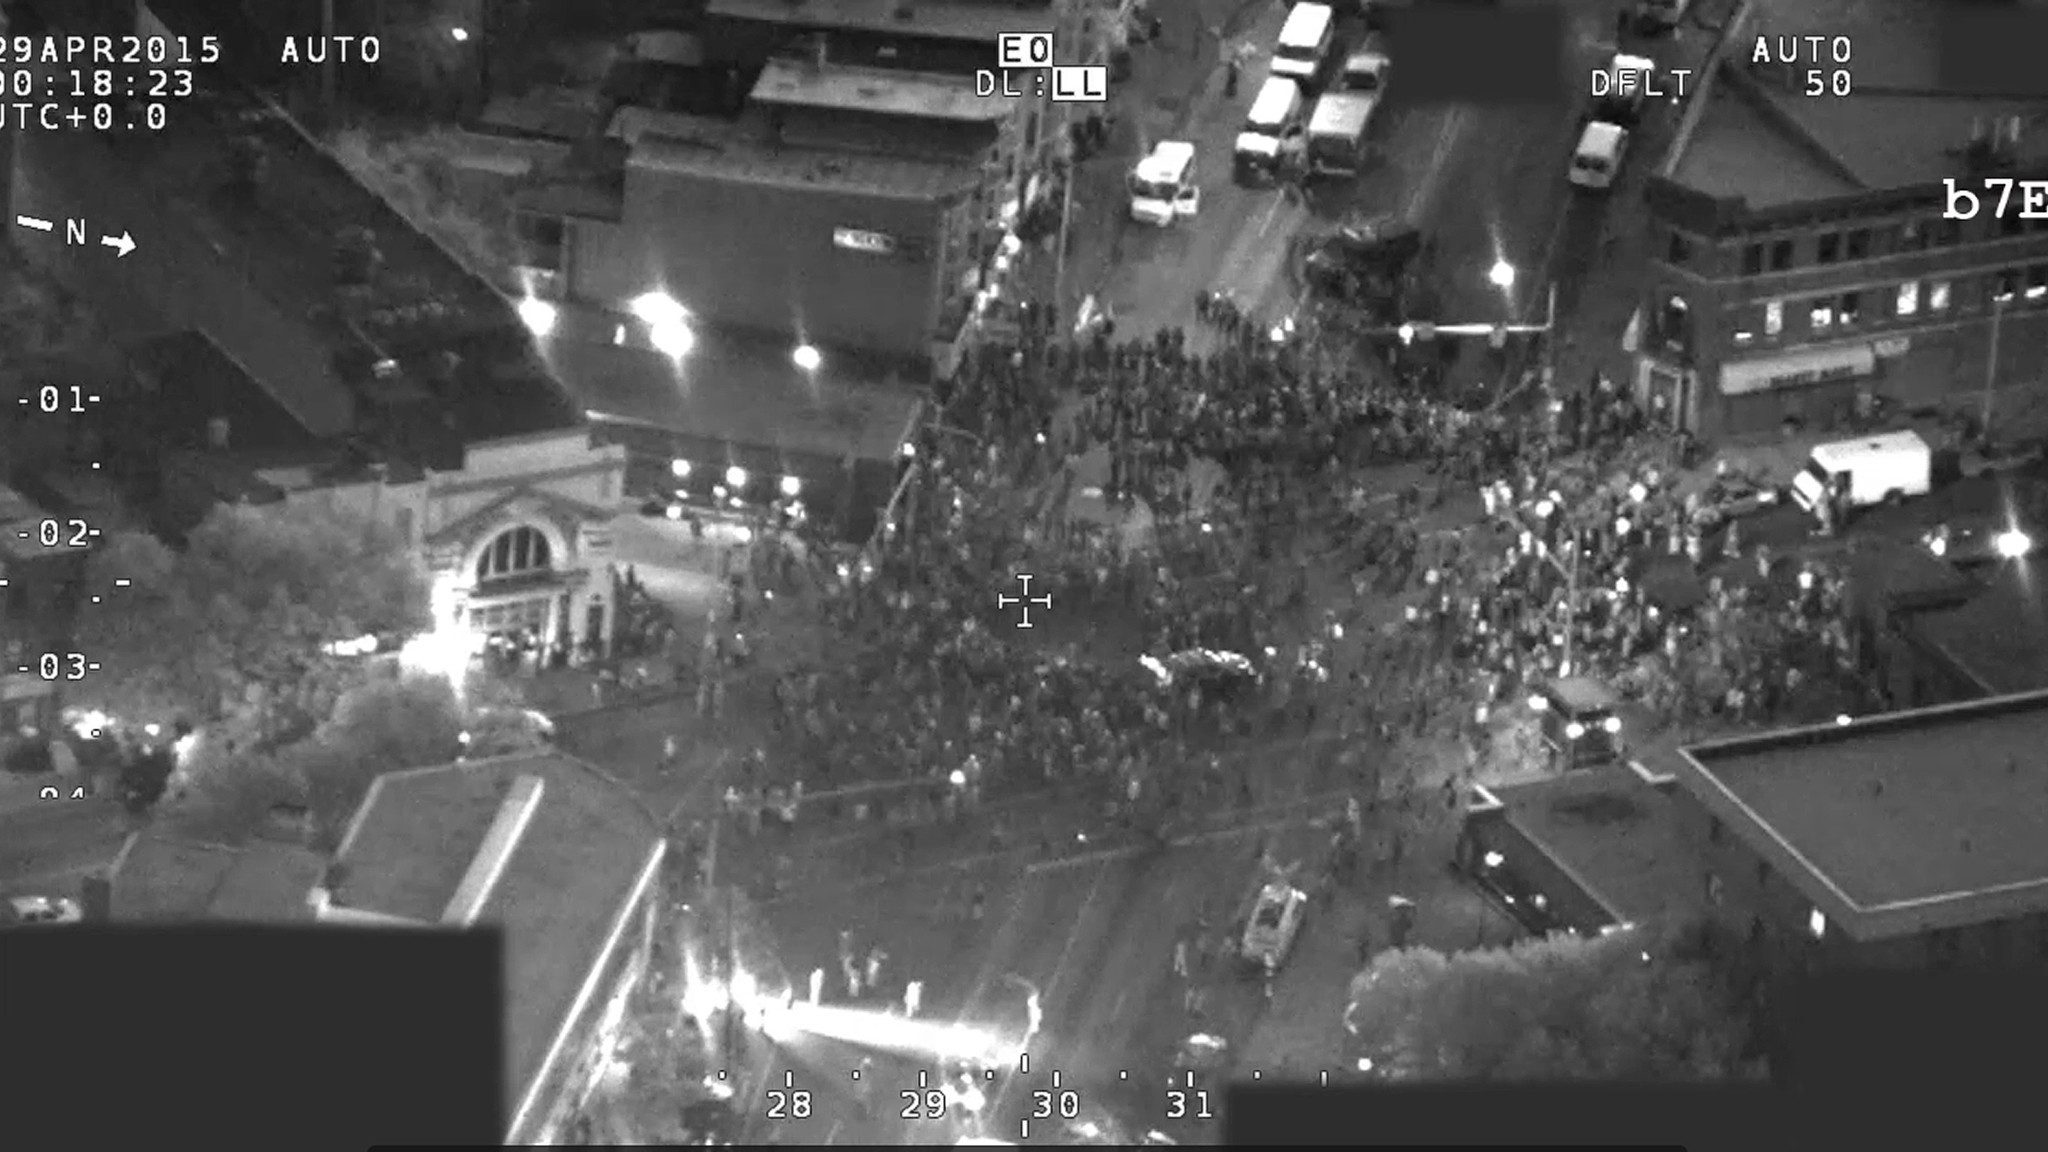 29APR2015 AUTO
00:18:23
UTC+0.0
EO
DL:LL
AUTO
DFLT 50
b7E
N
-01-
-02-
-03-
28 29 30 31